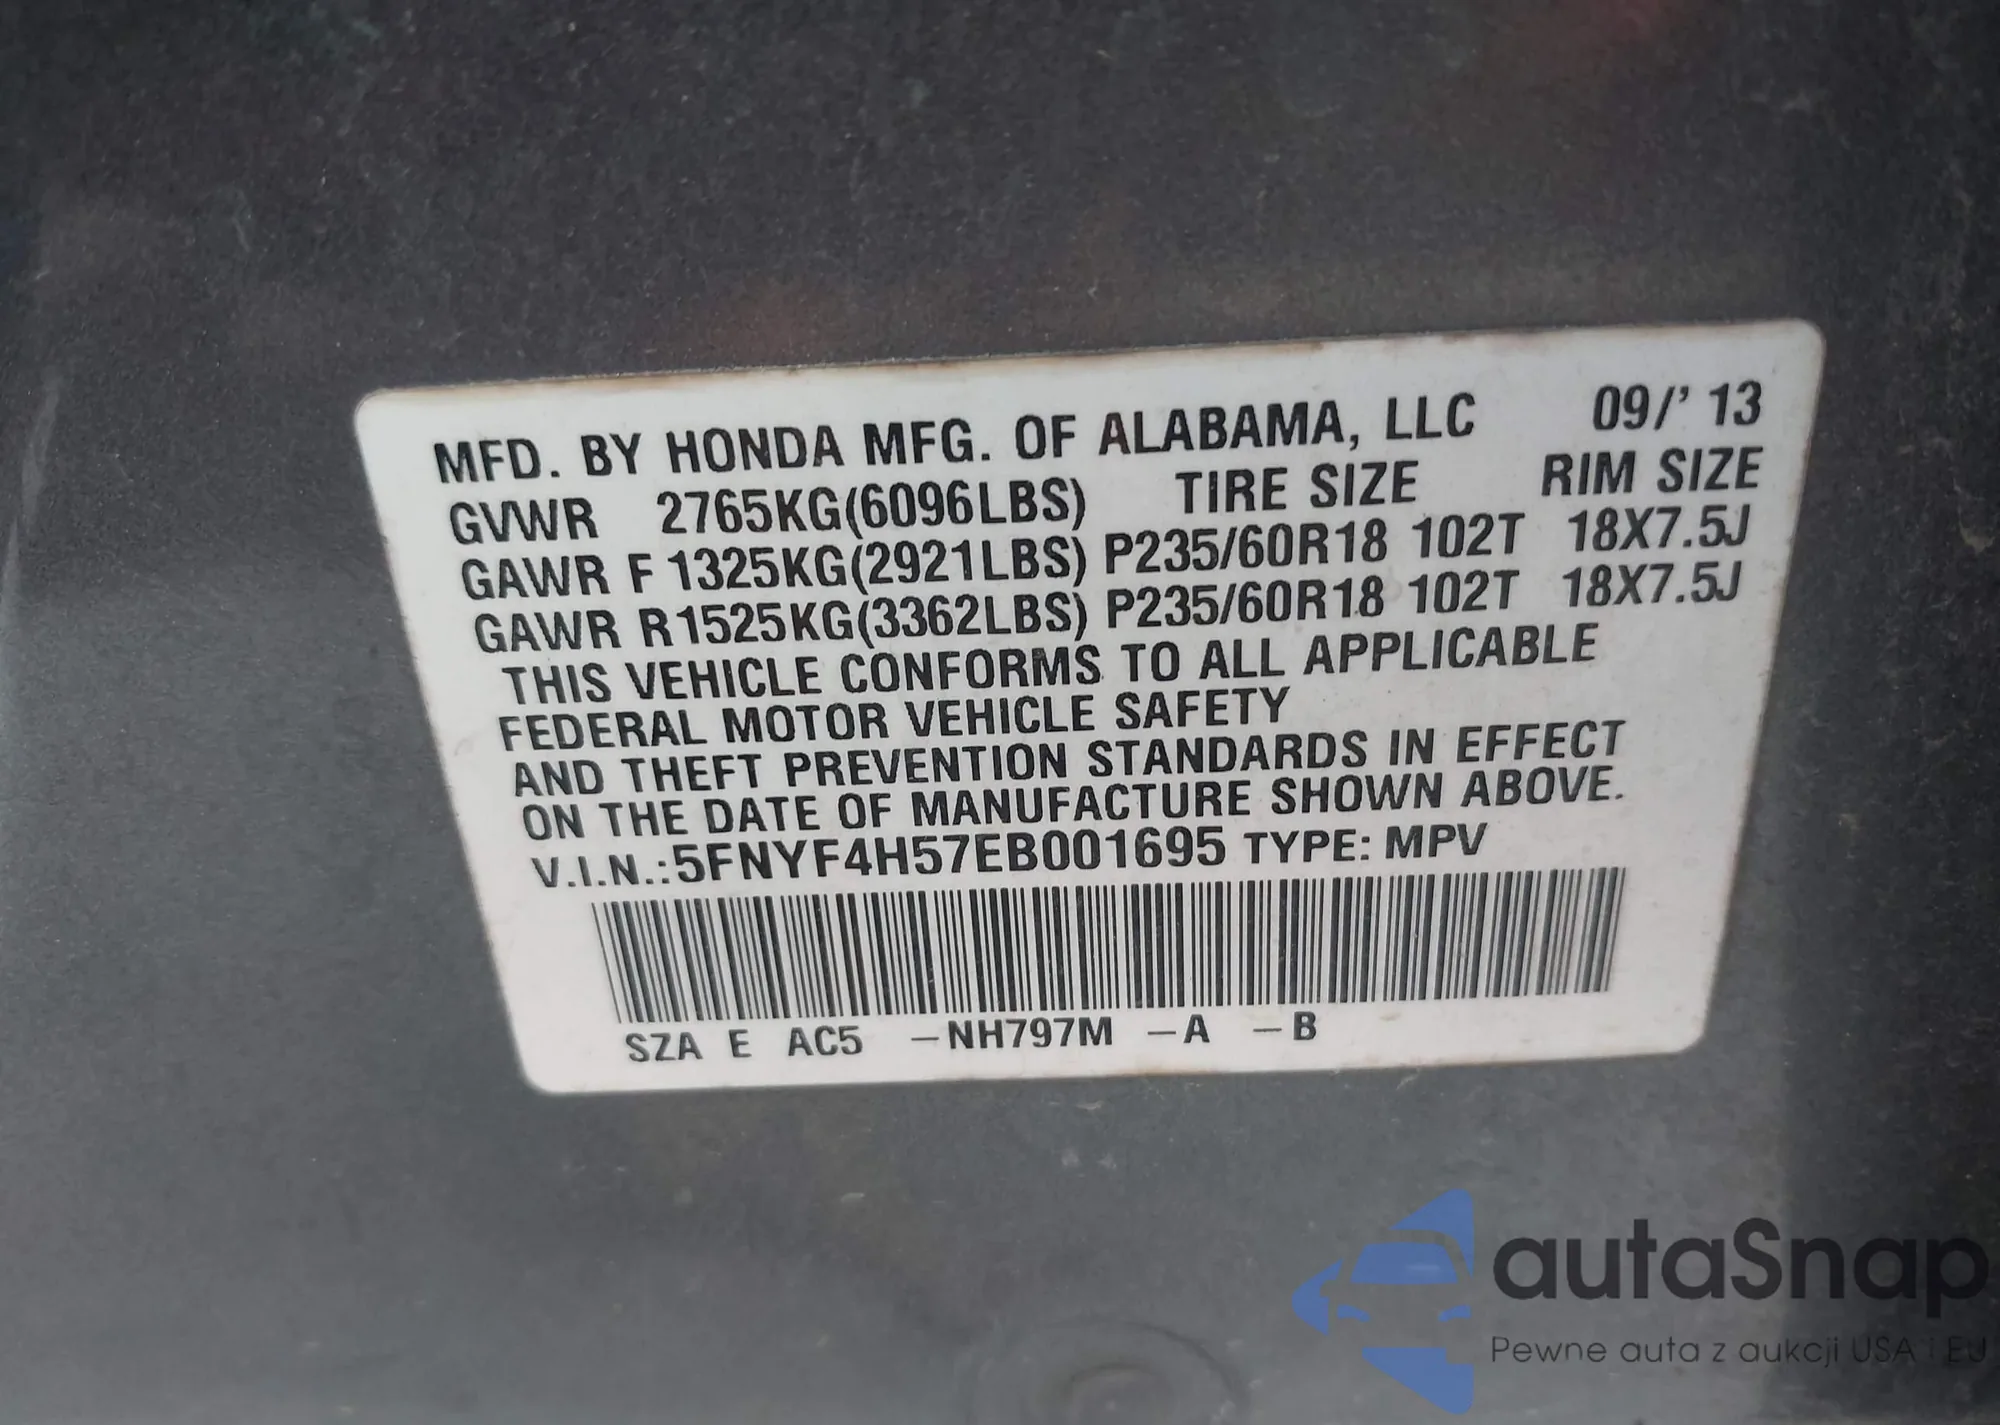 MFD. BY HONDA MFG. OF ALABAMA, LLC 09/' 13
GVWR 2765KG(6096LBS) TIRE SIZE RIM SIZE
GAWR F 1325KG(2921LBS) P235/60R18 102T 18X7.5J
GAWR R 1525KG(3362LBS) P235/60R18 102T 18X7.5J
THIS VEHICLE CONFORMS TO ALL APPLICABLE
FEDERAL MOTOR VEHICLE SAFETY
AND THEFT PREVENTION STANDARDS IN EFFECT
ON THE DATE OF MANUFACTURE SHOWN ABOVE.
V.I.N.:5FNYF4H57EB001695 TYPE: MPV
SZA E AC5 -NH797M -A -B
autaSnap
Pewne auta z aukcji USA i EU